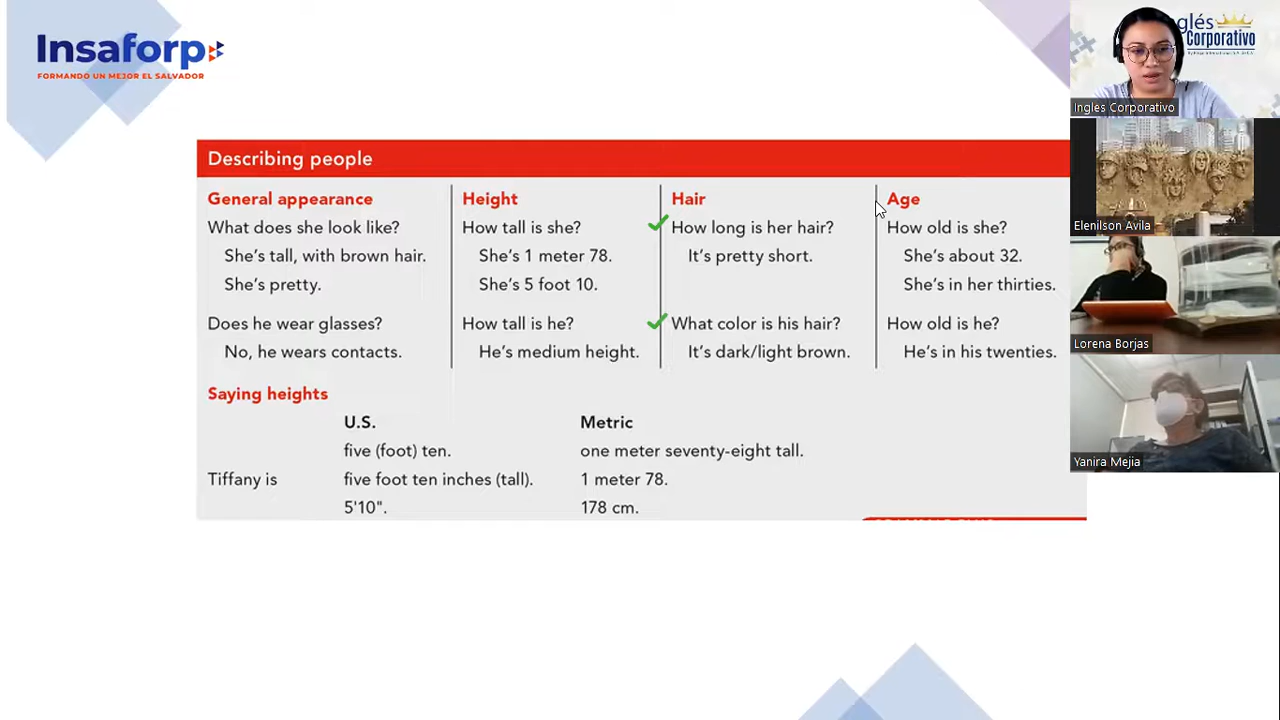 Insaforp
FORMANDO UN MEJOR EL SALVADOR
Describing people
General appearance
What does she look like?
She's tall, with brown hair.
She's pretty.
Does he wear glasses?
No, he wears contacts.
Height
How tall is she?
She's 1 meter 78.
She's 5 foot 10.
How tall is he?
He's medium height.
Hair
How long is her hair?
It's pretty short.
What color is his hair?
It's dark/light brown.
Age
How old is she?
She's about 32.
She's in her thirties.
How old is he?
He's in his twenties.
Saying heights
U.S.
Metric
five (foot) ten.
one meter seventy-eight tall.
Tiffany is
five foot ten inches (tall).
1 meter 78.
5'10".
178 cm.
Corporativo
Ingles Corporativo
Elenilson Avila
Lorena Borjas
Yanira Mejia